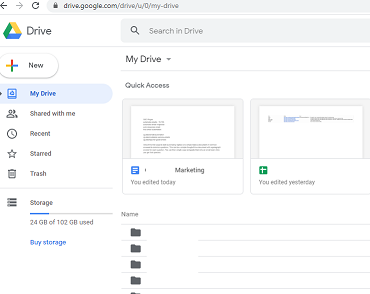 drive.google.com/drive/u/0/my-drive
Drive
Search in Drive
New
My Drive
My Drive
Quick Access
Shared with me
Recent
Starred
Trash
Marketing
You edited today
You edited yesterday
Storage
24 GB of 102 GB used
Buy storage
Name